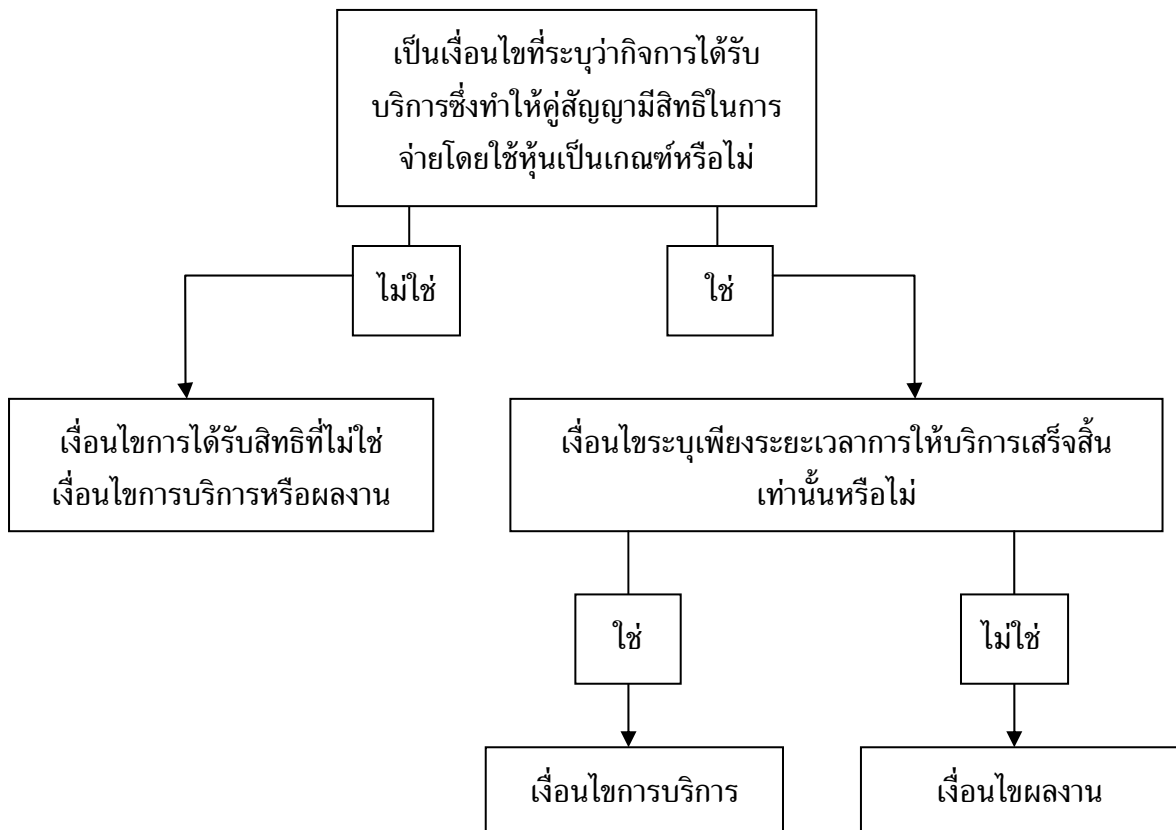 เป็นเงื่อนไขที่ระบุว่ากิจการได้รับ
บริการซึ่งทำให้คู่สัญญามีสิทธิในการ
จ่ายโดยใช้หุ้นเป็นเกณฑ์หรือไม่
ไม่ใช่
ใช่
เงื่อนไขการได้รับสิทธิที่ไม่ใช่
เงื่อนไขการบริการหรือผลงาน
เงื่อนไขระบุเพียงระยะเวลาการให้บริการเสร็จสิ้น
เท่านั้นหรือไม่
ใช่
ไม่ใช่
เงื่อนไขการบริการ
เงื่อนไขผลงาน